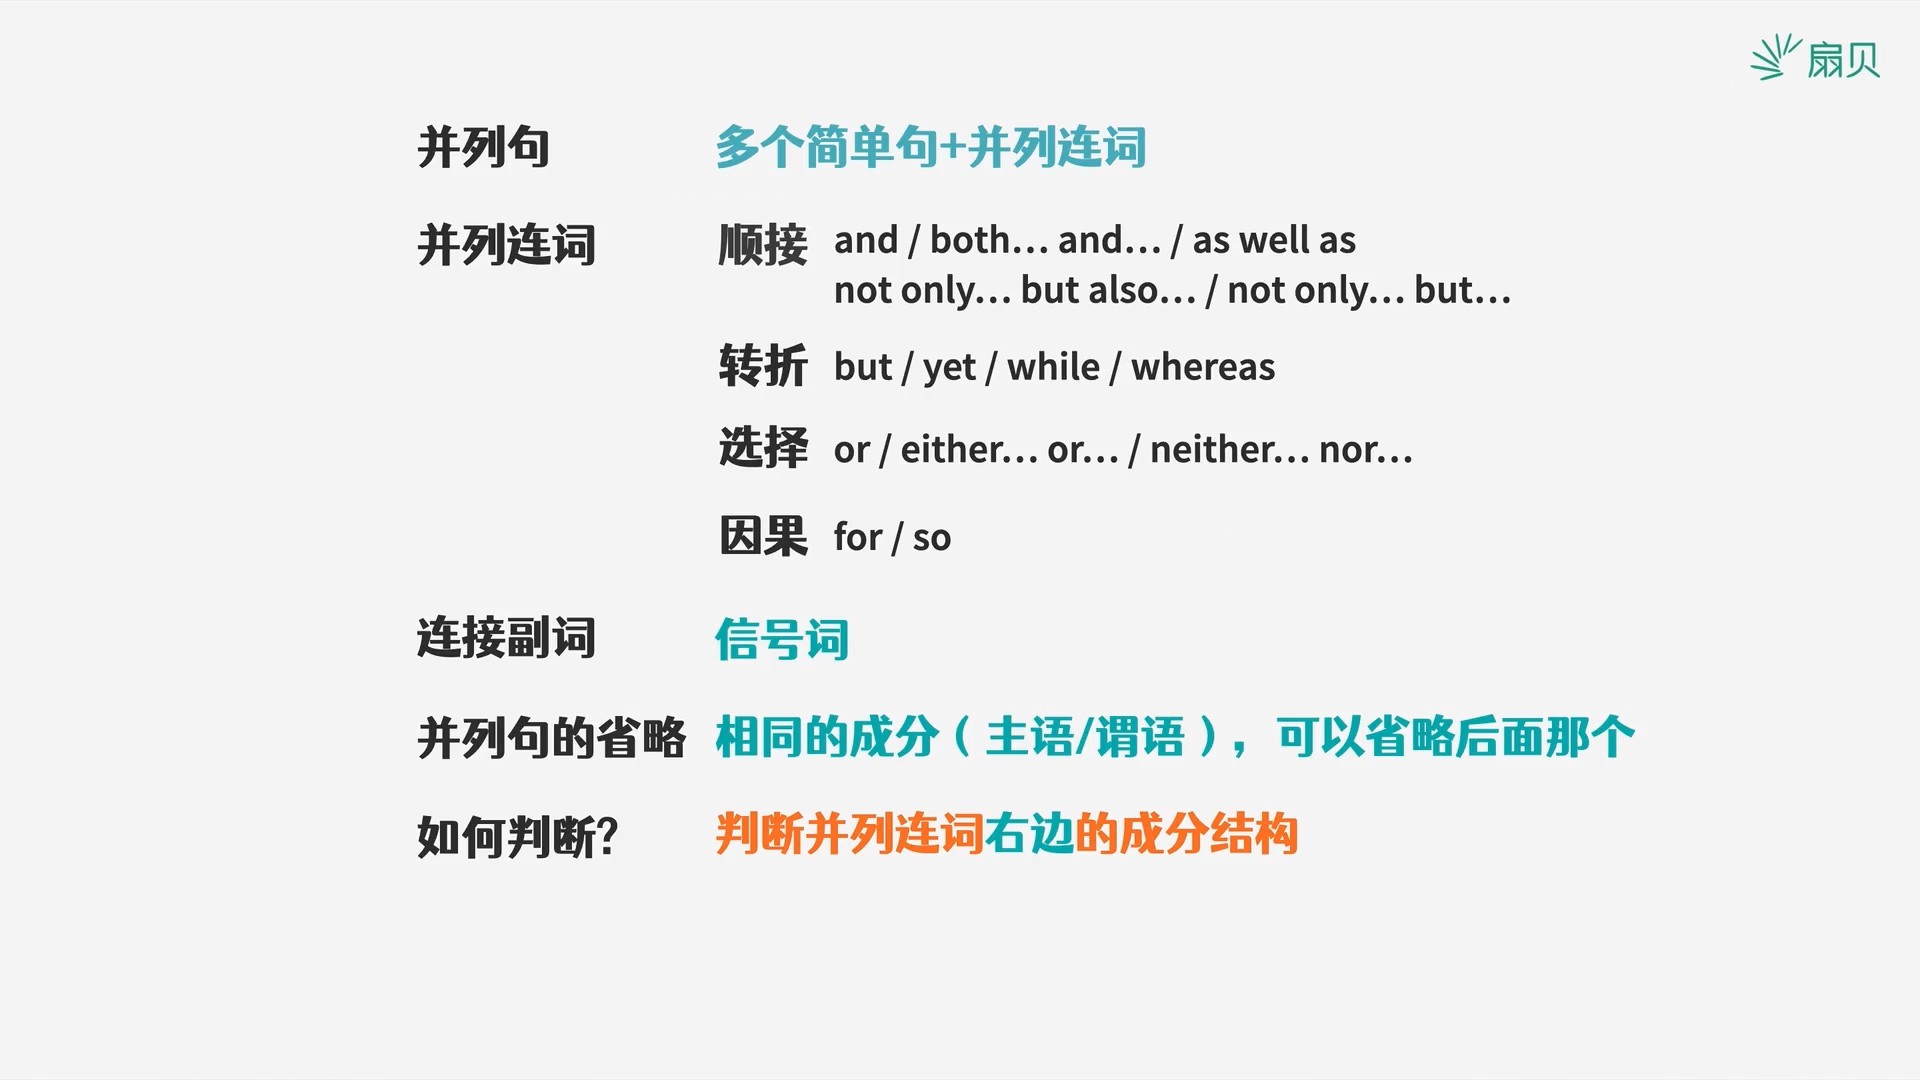 扇贝
并列句 多个简单句+并列连词
并列连词 顺接 and / both… and… / as well as
not only… but also… / not only… but…
转折 but / yet / while / whereas
选择 or / either… or… / neither… nor…
因果 for / so
连接副词 信号词
并列句的省略 相同的成分（主语/谓语），可以省略后面那个
如何判断？ 判断并列连词右边的成分结构